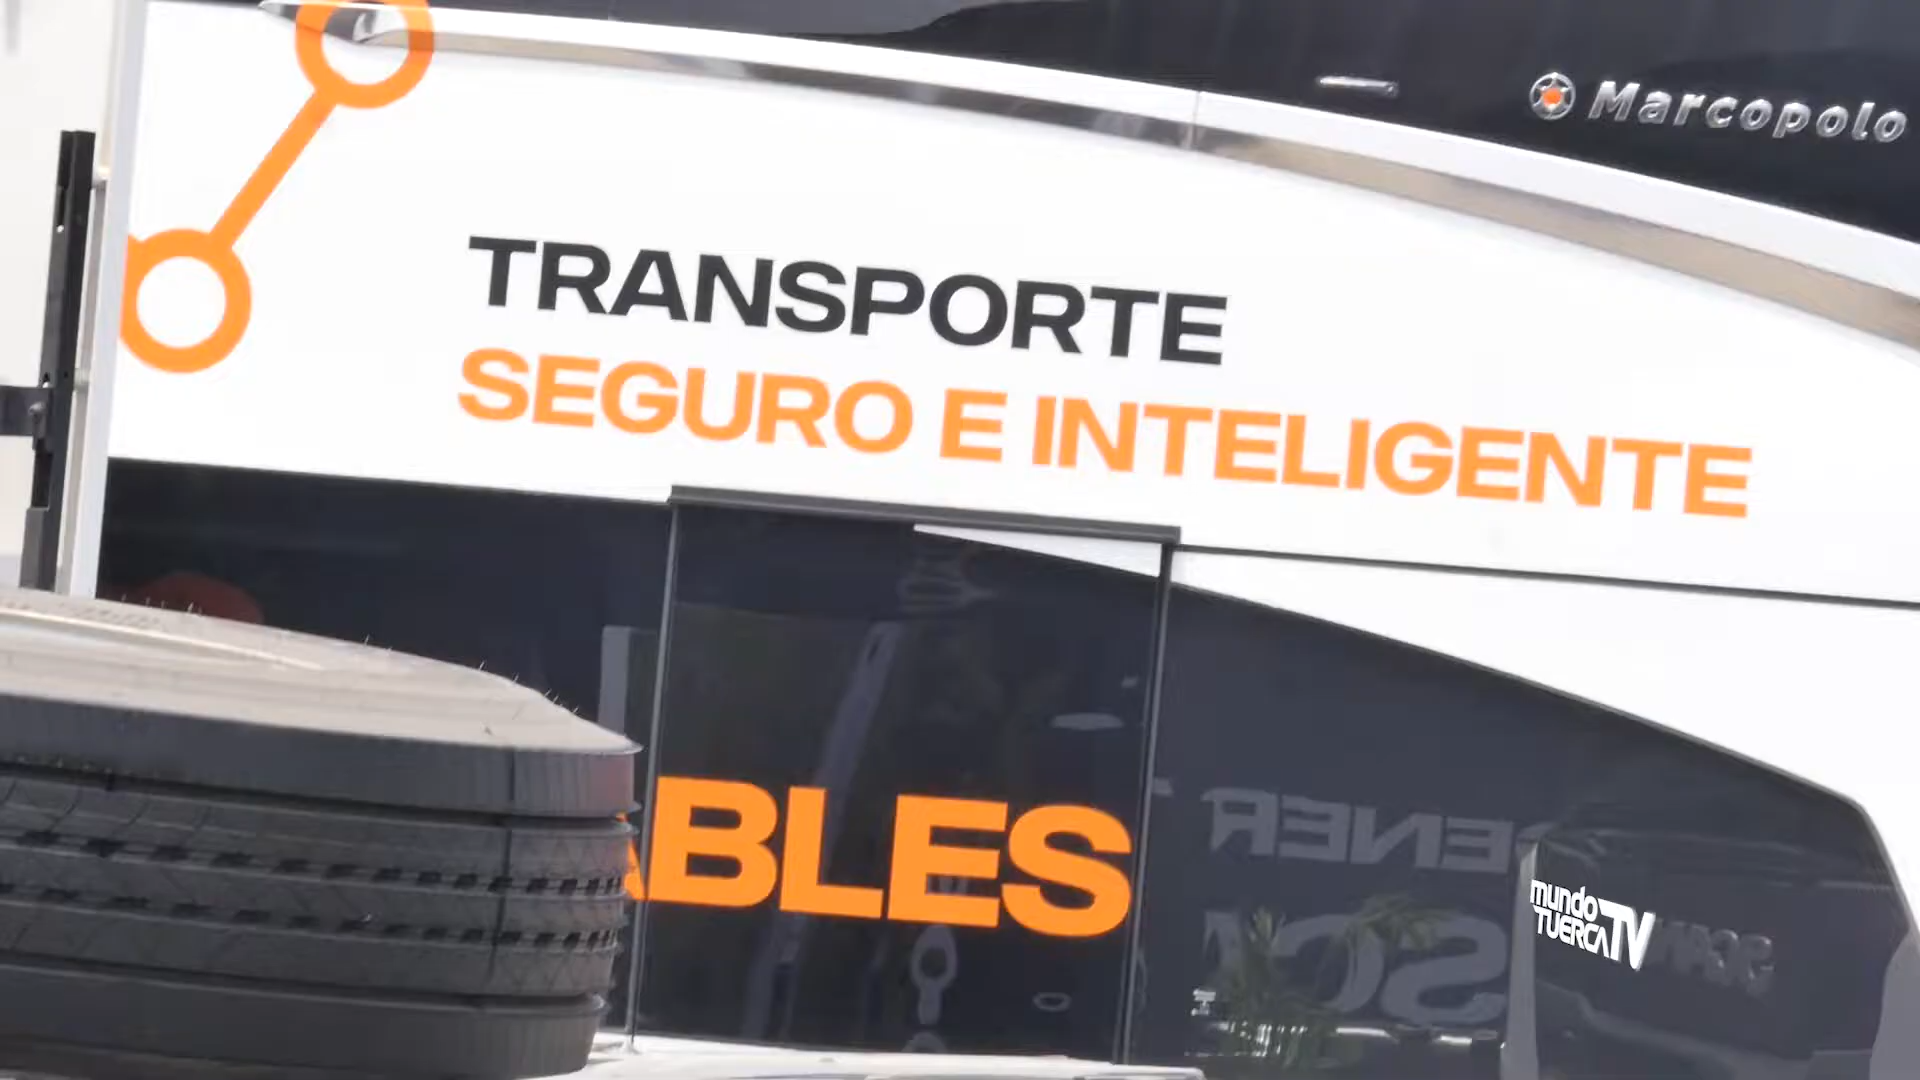 Marcopolo
TRANSPORTE
SEGURO E INTELIGENTE
ABLES
mundo
TUERCA TV